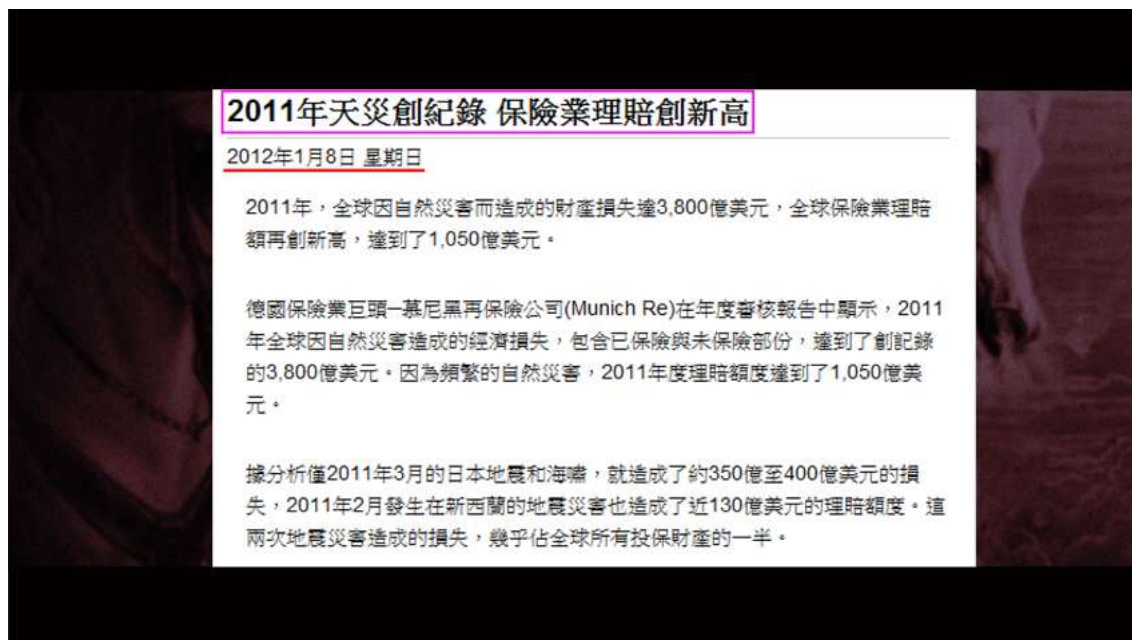 2011年天災創紀錄 保險業理賠創新高
2012年1月8日 星期日
2011年，全球因自然災害而造成的財產損失達3,800億美元，全球保險業理賠
額再創新高，達到了1,050億美元。
德國保險業巨頭─慕尼黑再保險公司(Munich Re)在年度審核報告中顯示，2011
年全球因自然災害造成的經濟損失，包含已保險與未保險部份，達到了創記錄
的3,800億美元。因為頻繁的自然災害，2011年度理賠額度達到了1,050億美
元。
據分析僅2011年3月的日本地震和海嘯，就造成了約350億至400億美元的損
失，2011年2月發生在新西蘭的地震災害也造成了近130億美元的理賠額度。這
兩次地震災害造成的損失，幾乎佔全球所有投保財產的一半。